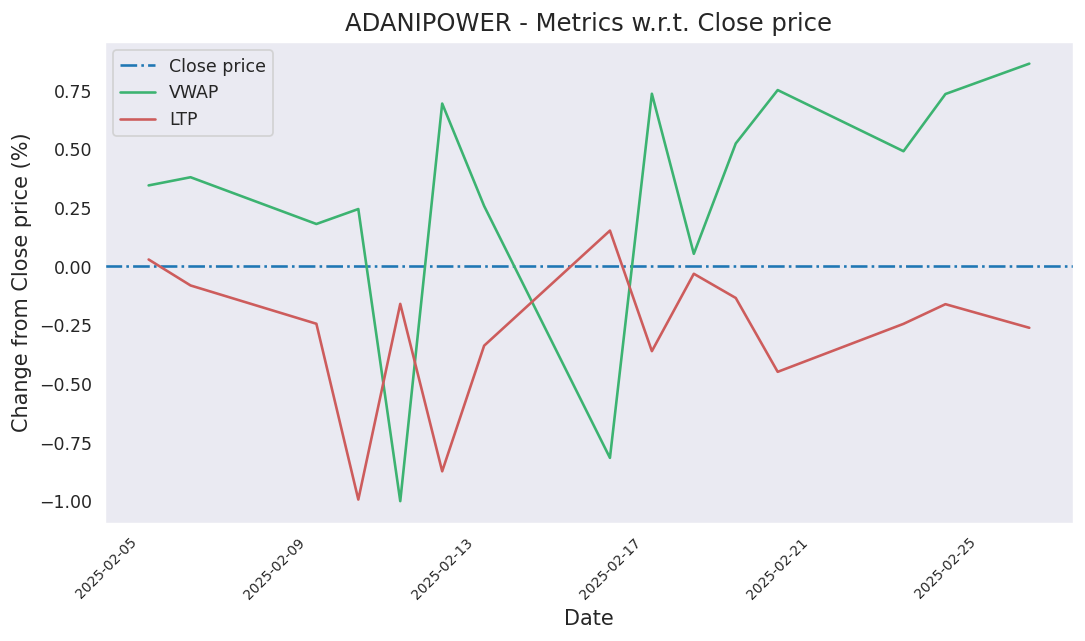 ADANIPOWER - Metrics w.r.t. Close price
Close price
VWAP
LTP
Change from Close price (%)
0.75
0.50
0.25
0.00
−0.25
−0.50
−0.75
−1.00
2025-02-05
2025-02-09
2025-02-13
2025-02-17
2025-02-21
2025-02-25
Date